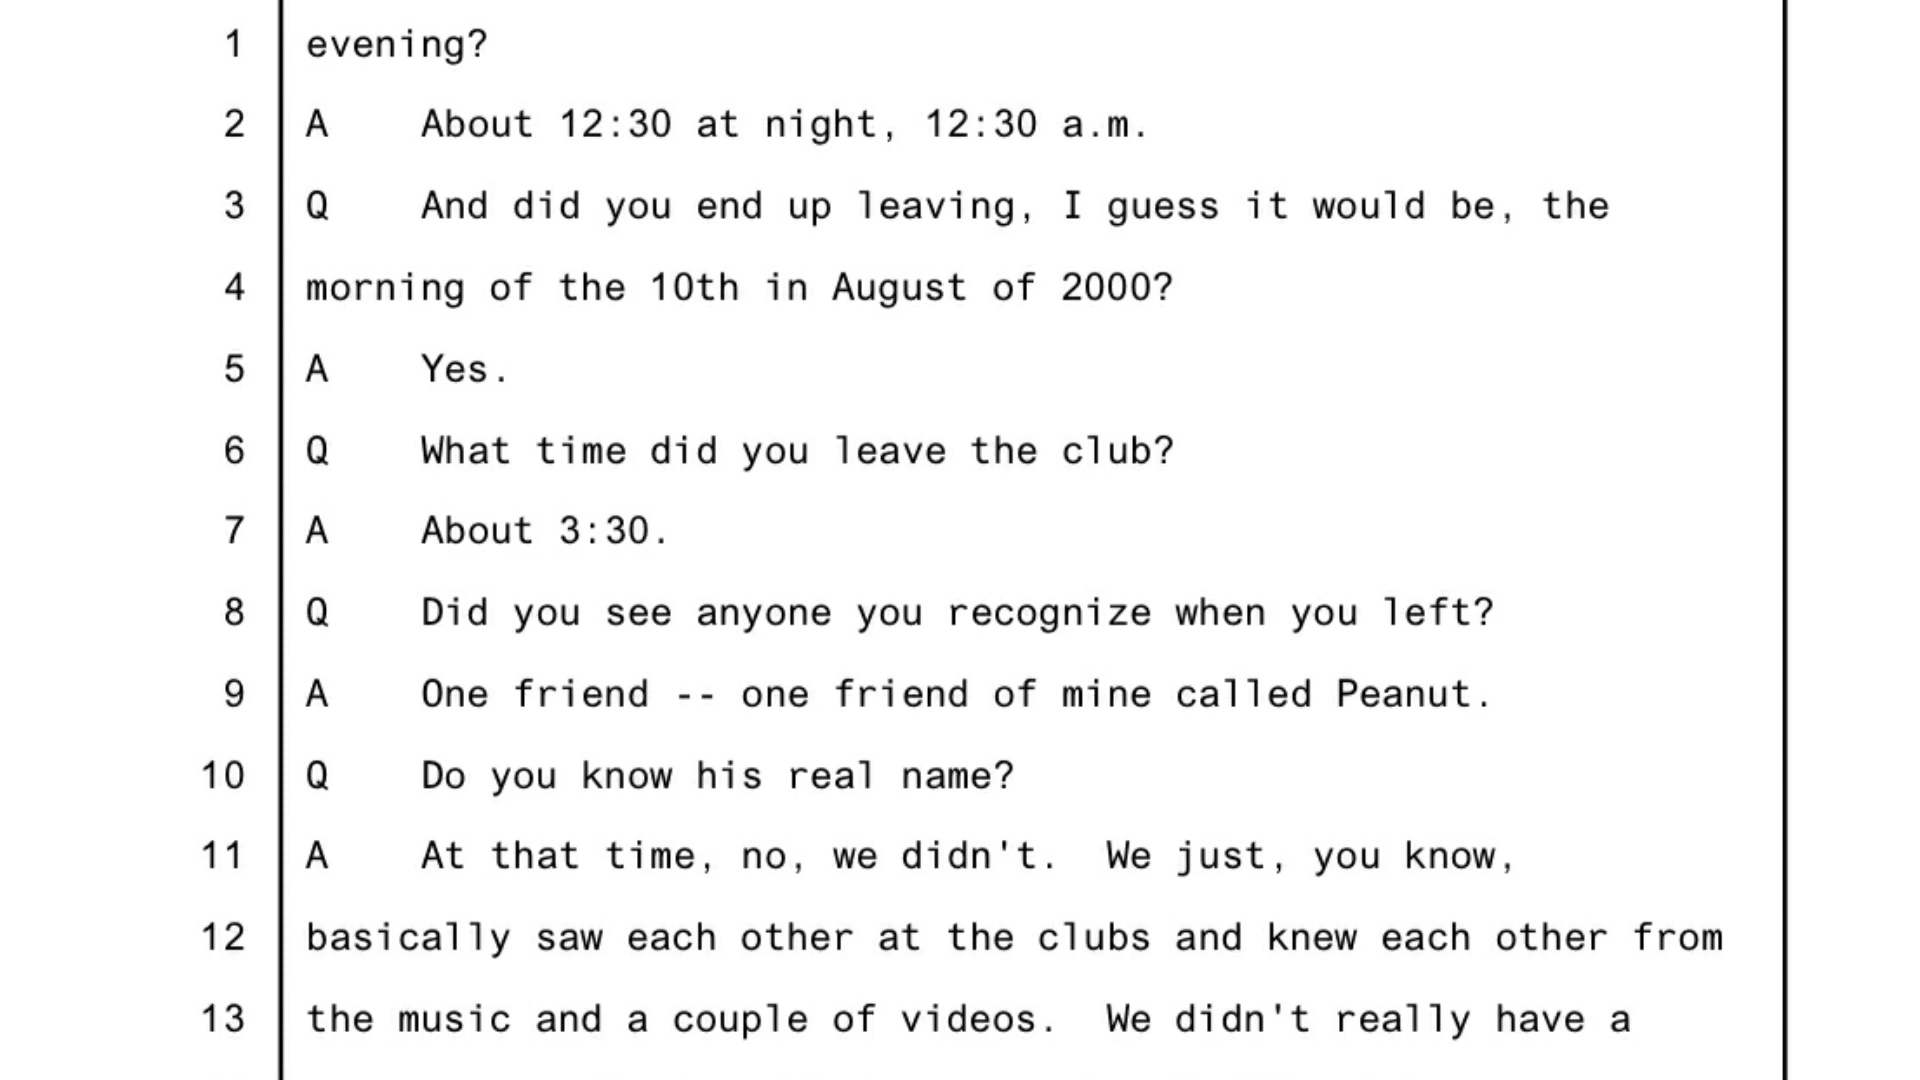 1 evening?
2 A About 12:30 at night, 12:30 a.m.
3 Q And did you end up leaving, I guess it would be, the
4 morning of the 10th in August of 2000?
5 A Yes.
6 Q What time did you leave the club?
7 A About 3:30.
8 Q Did you see anyone you recognize when you left?
9 A One friend -- one friend of mine called Peanut.
10 Q Do you know his real name?
11 A At that time, no, we didn't. We just, you know,
12 basically saw each other at the clubs and knew each other from
13 the music and a couple of videos. We didn't really have a